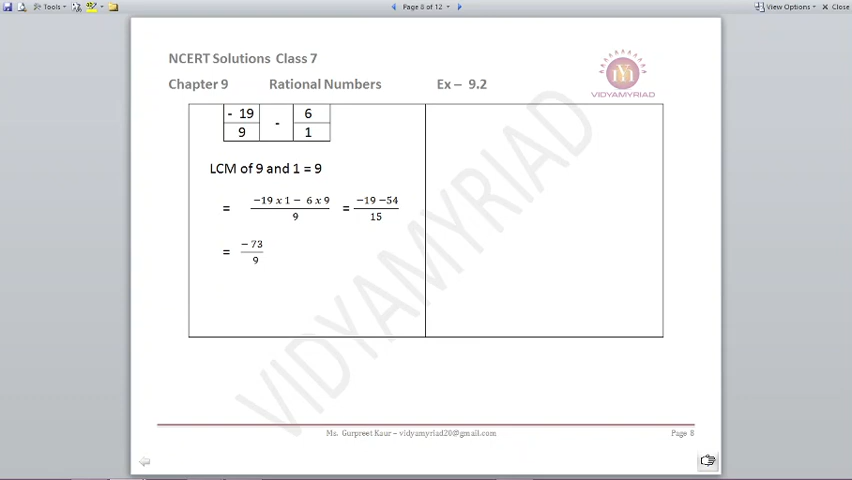 Tools
Page 8 of 12
View Options
Close
NCERT Solutions Class 7
Chapter 9 Rational Numbers Ex – 9.2
VIDYAMYRIAD
- 19 6
-
9 1
LCM of 9 and 1 = 9
= −19 x 1 − 6 x 9 / 9 = −19 −54 / 15
= − 73 / 9
VIDYAMYRIAD
Ms. Gurpreet Kaur – vidyamyriad20@gmail.com Page 8